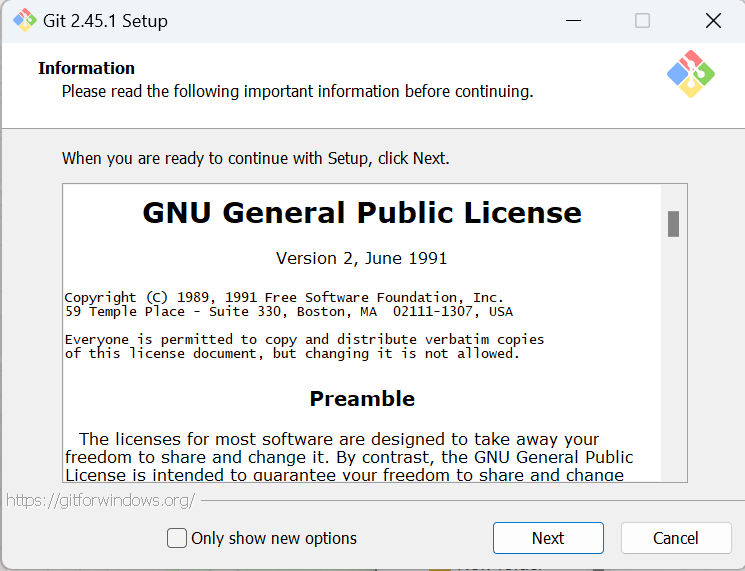 Git 2.45.1 Setup
Information
Please read the following important information before continuing.
When you are ready to continue with Setup, click Next.
GNU General Public License
Version 2, June 1991
Copyright (C) 1989, 1991 Free Software Foundation, Inc.
59 Temple Place - Suite 330, Boston, MA  02111-1307, USA
Everyone is permitted to copy and distribute verbatim copies
of this license document, but changing it is not allowed.
Preamble
The licenses for most software are designed to take away your
freedom to share and change it. By contrast, the GNU General Public
License is intended to guarantee your freedom to share and change
https://gitforwindows.org/
Only show new options
Next
Cancel